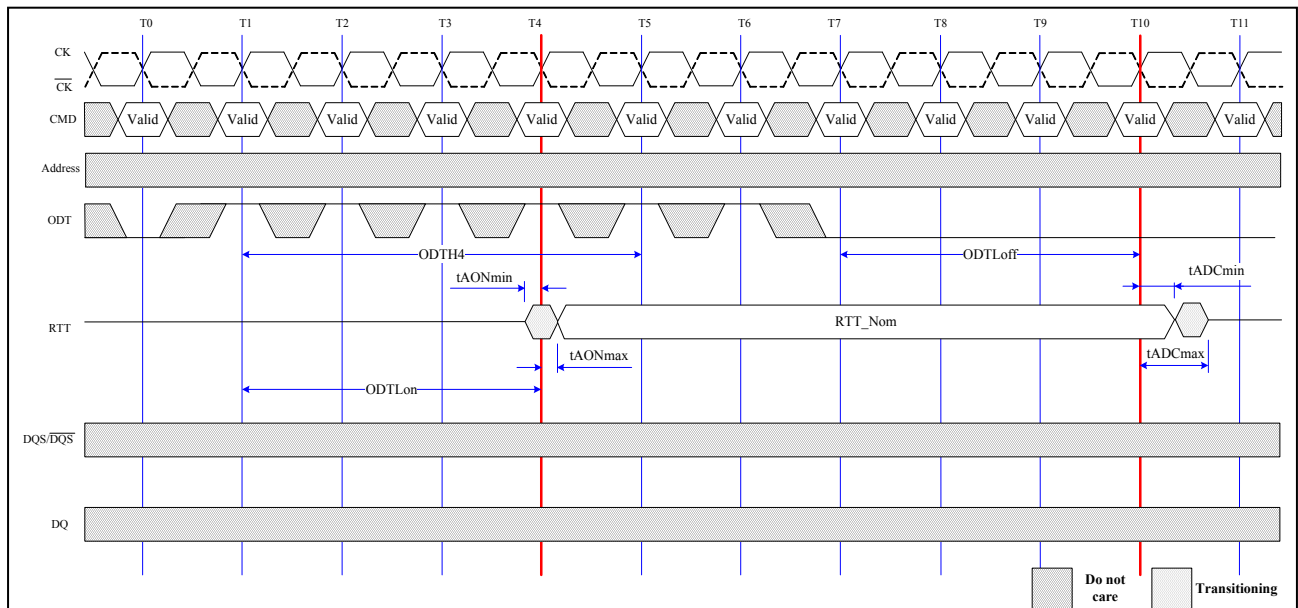 T0 T1 T2 T3 T4 T5 T6 T7 T8 T9 T10 T11
CK
CK
CMD Valid Valid Valid Valid Valid Valid Valid Valid Valid Valid Valid Valid
Address
ODT
ODTH4 ODTLoff
tAONmin tADCmin
RTT RTT_Nom
tAONmax tADCmax
ODTLon
DQS/DQS
DQ
Do not care
Transitioning